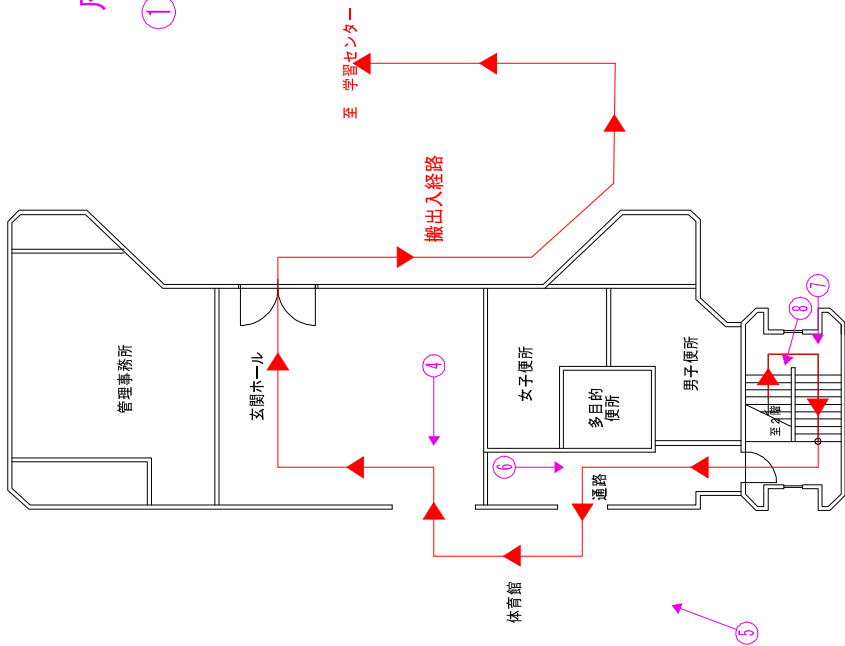 ①
至 学習センター
搬出入経路
管理事務所
玄関ホール
④
女子便所
多目的
便所
男子便所
⑧
⑦
至2階
⑥
通路
体育館
⑤